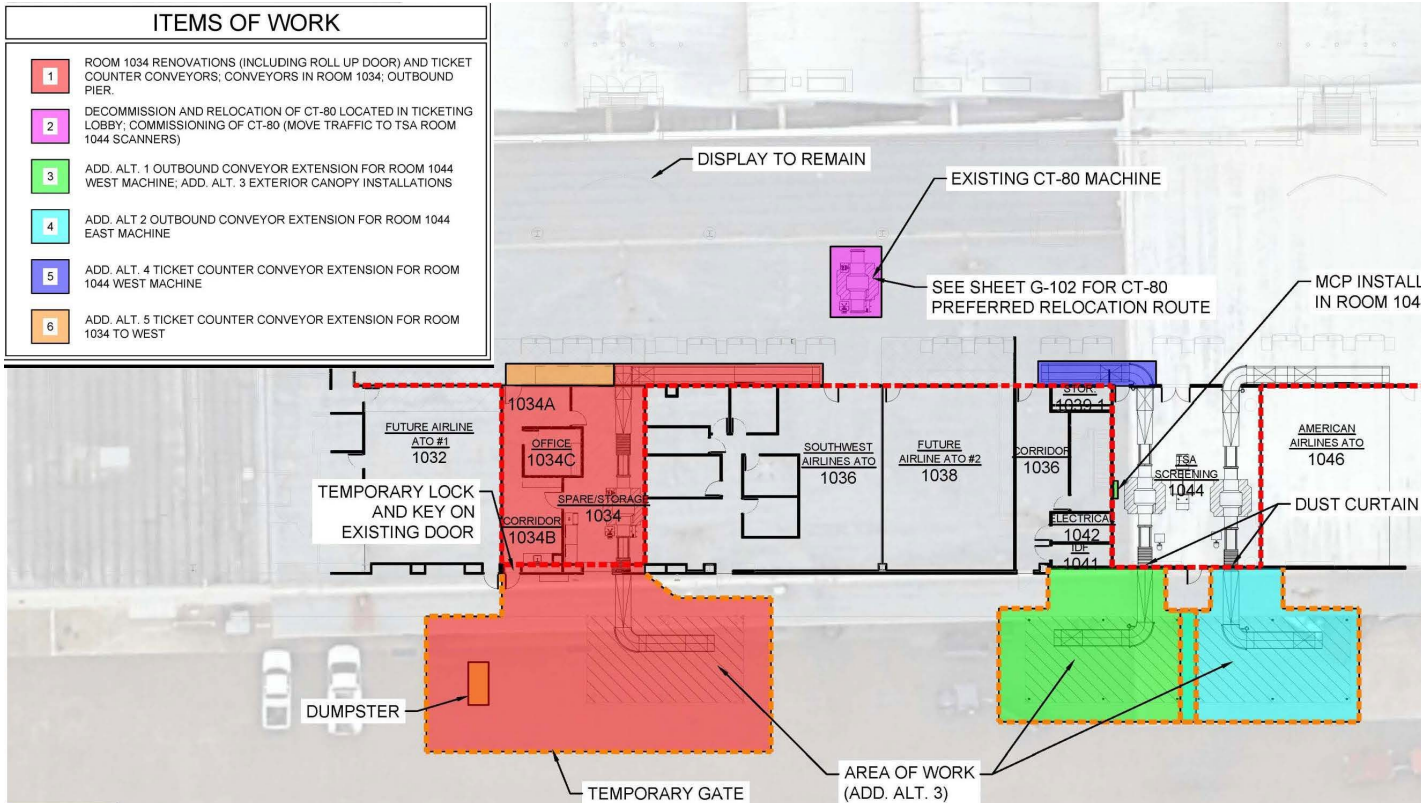 ITEMS OF WORK
1
ROOM 1034 RENOVATIONS (INCLUDING ROLL UP DOOR) AND TICKET
COUNTER CONVEYORS; CONVEYORS IN ROOM 1034; OUTBOUND
PIER.
2
DECOMMISSION AND RELOCATION OF CT-80 LOCATED IN TICKETING
LOBBY; COMMISSIONING OF CT-80 (MOVE TRAFFIC TO TSA ROOM
1044 SCANNERS)
3
ADD. ALT. 1 OUTBOUND CONVEYOR EXTENSION FOR ROOM 1044
WEST MACHINE; ADD. ALT. 3 EXTERIOR CANOPY INSTALLATIONS
4
ADD. ALT 2 OUTBOUND CONVEYOR EXTENSION FOR ROOM 1044
EAST MACHINE
5
ADD. ALT. 4 TICKET COUNTER CONVEYOR EXTENSION FOR ROOM
1044 WEST MACHINE
6
ADD. ALT. 5 TICKET COUNTER CONVEYOR EXTENSION FOR ROOM
1034 TO WEST
DISPLAY TO REMAIN
EXISTING CT-80 MACHINE
SEE SHEET G-102 FOR CT-80
PREFERRED RELOCATION ROUTE
MCP INSTALL
IN ROOM 104
1034A
FUTURE AIRLINE
ATO #1
1032
OFFICE
1034C
SPARE/STORAGE
1034
CORRIDOR
1034B
TEMPORARY LOCK
AND KEY ON
EXISTING DOOR
SOUTHWEST
AIRLINES ATO
1036
FUTURE
AIRLINE ATO #2
1038
CORRIDOR
1036
STOR.
1039-1
ELECTRICAL
1042
IDF
1041
TSA
SCREENING
1044
AMERICAN
AIRLINES ATO
1046
DUST CURTAIN
DUMPSTER
TEMPORARY GATE
AREA OF WORK
(ADD. ALT. 3)